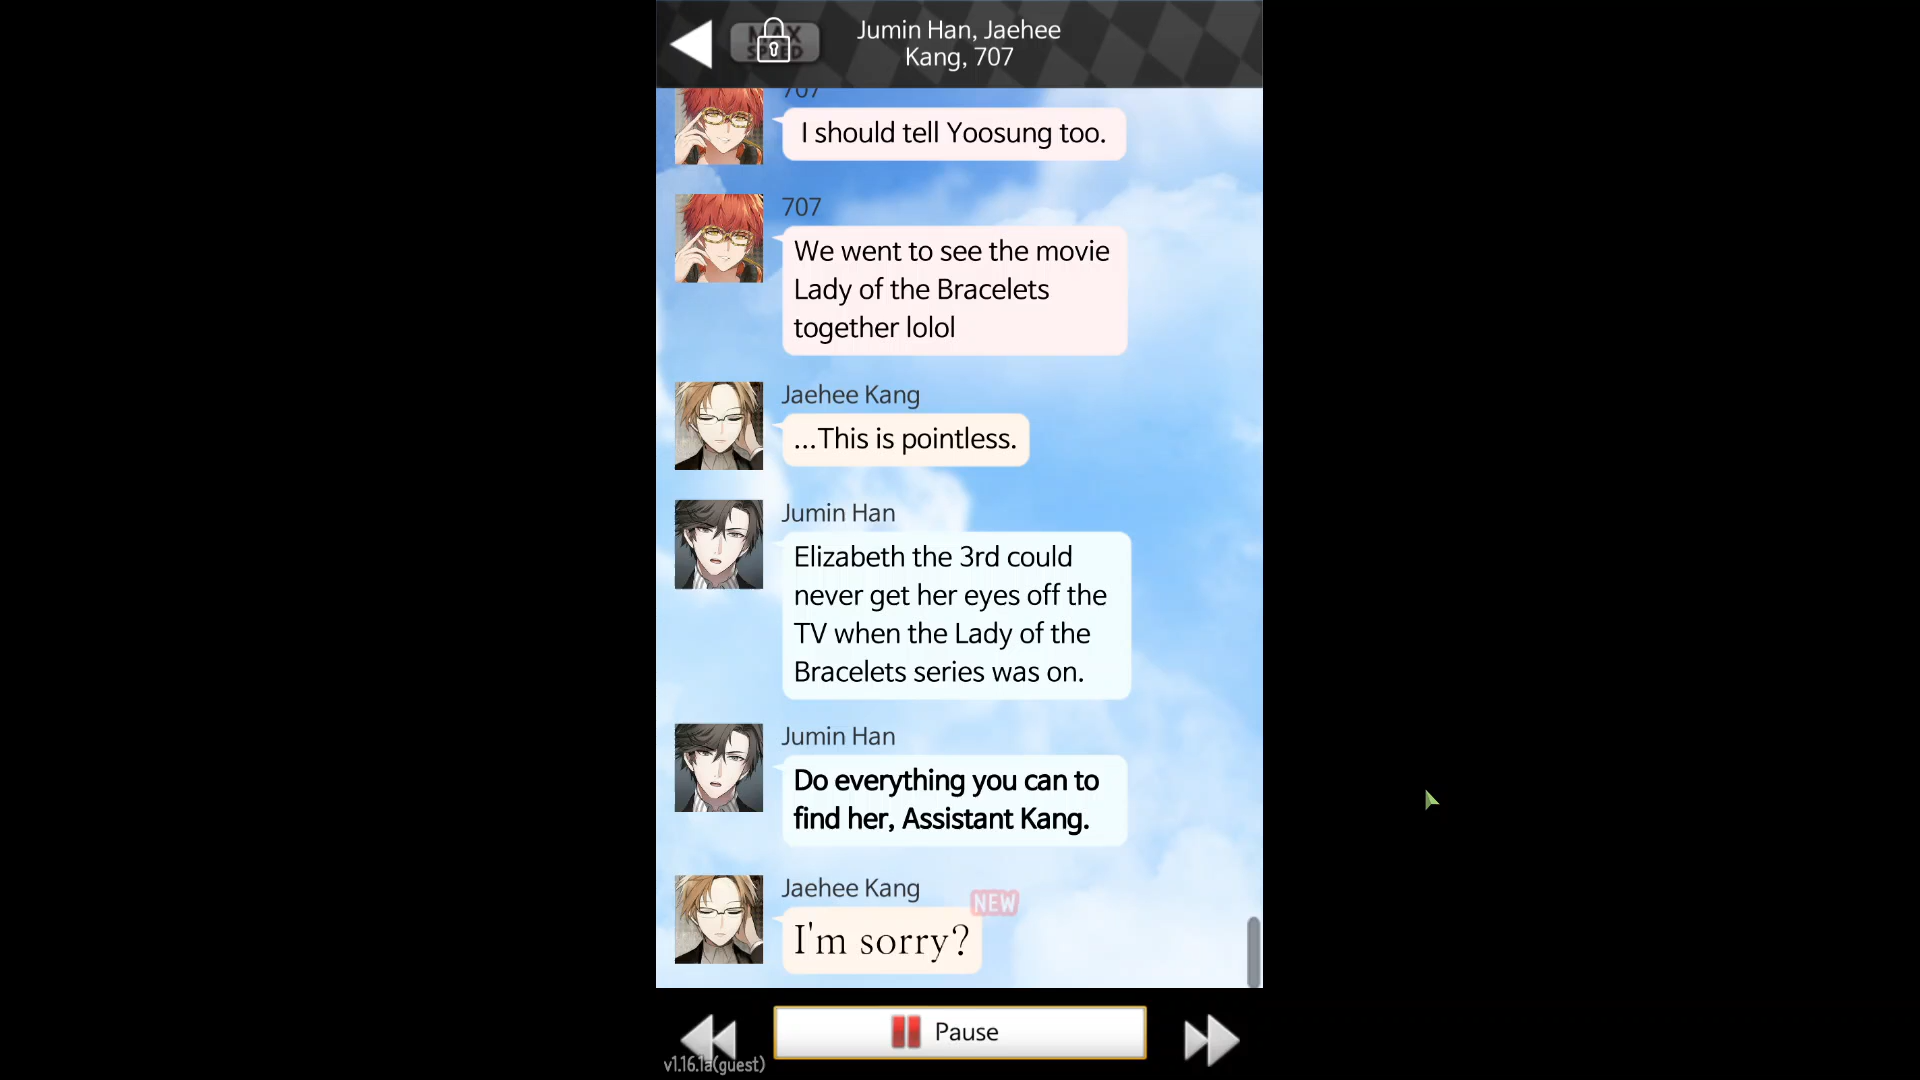 MAX
SPEED
Jumin Han, Jaehee
Kang, 707
707
I should tell Yoosung too.
707
We went to see the movie
Lady of the Bracelets
together lolol
Jaehee Kang
...This is pointless.
Jumin Han
Elizabeth the 3rd could
never get her eyes off the
TV when the Lady of the
Bracelets series was on.
Jumin Han
Do everything you can to
find her, Assistant Kang.
Jaehee Kang
NEW
I'm sorry?
Pause
v1.16.1a(guest)